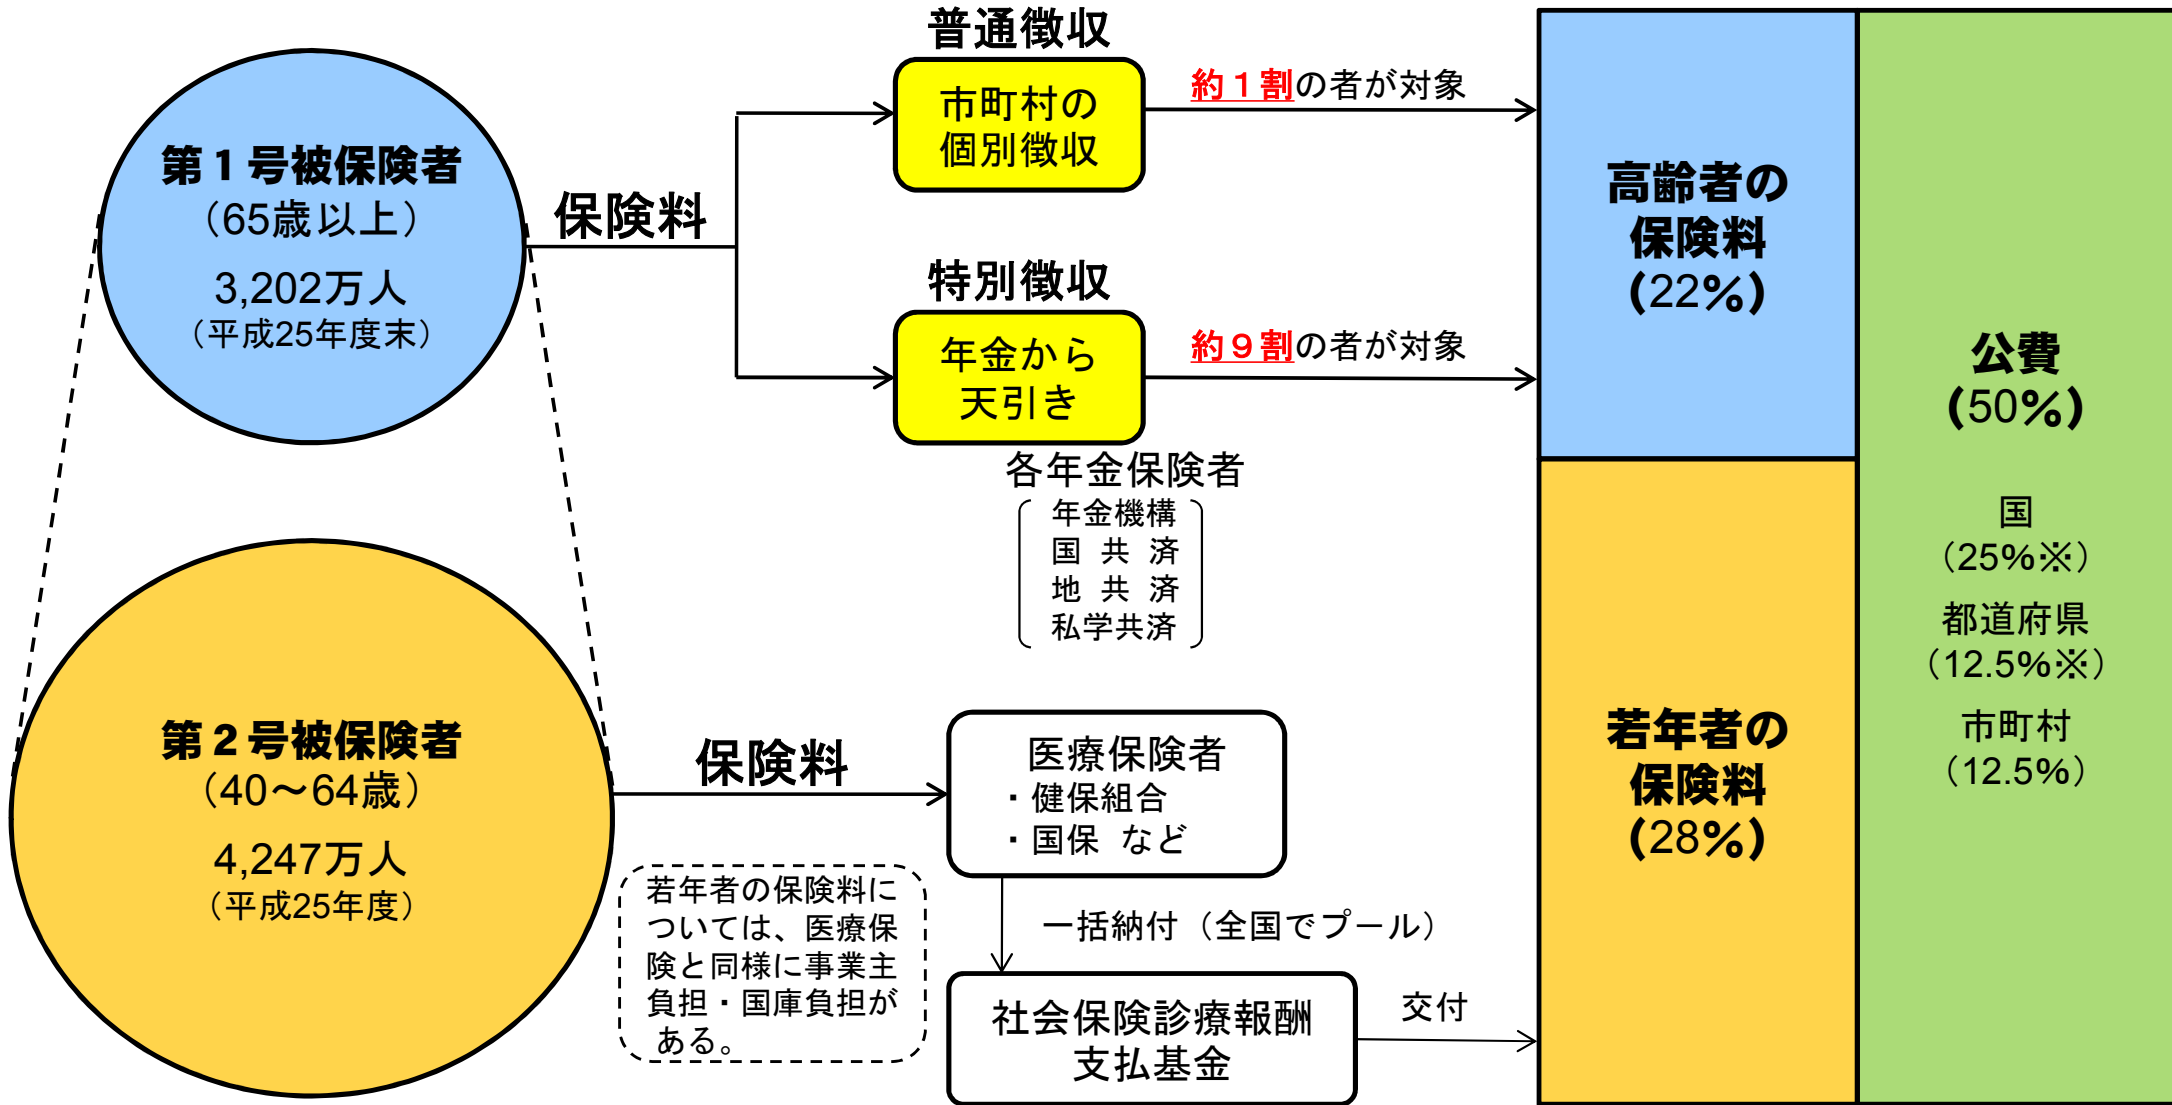 第１号被保険者
（65歳以上）
3,202万人
（平成25年度末）
保険料
普通徴収
市町村の
個別徴収
約１割の者が対象
特別徴収
年金から
天引き
約９割の者が対象
各年金保険者
年金機構
国 共 済
地 共 済
私学共済
第２号被保険者
（40～64歳）
4,247万人
（平成25年度）
保険料
医療保険者
・健保組合
・国保 など
若年者の保険料に
ついては、医療保
険と同様に事業主
負担・国庫負担が
ある。
一括納付（全国でプール）
社会保険診療報酬
支払基金
交付
高齢者の
保険料
(22%)
若年者の
保険料
(28%)
公費
(50%)
国
（25%※）
都道府県
（12.5%※）
市町村
（12.5%）